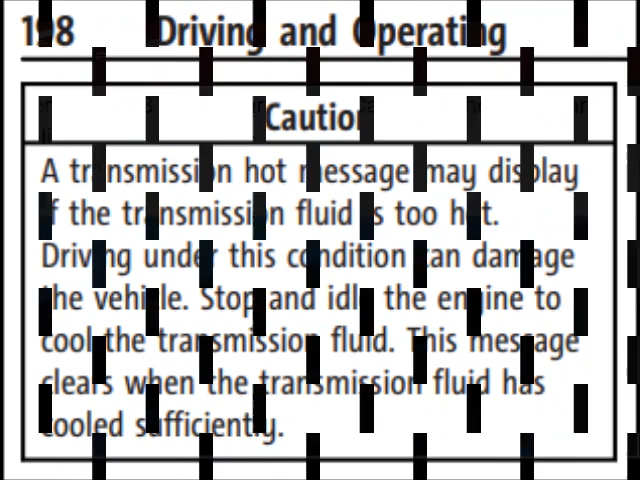 198 Driving and Operating
Caution
A transmission hot message may display
if the transmission fluid is too hot.
Driving under this condition can damage
the vehicle. Stop and idle the engine to
cool the transmission fluid. This message
clears when the transmission fluid has
cooled sufficiently.